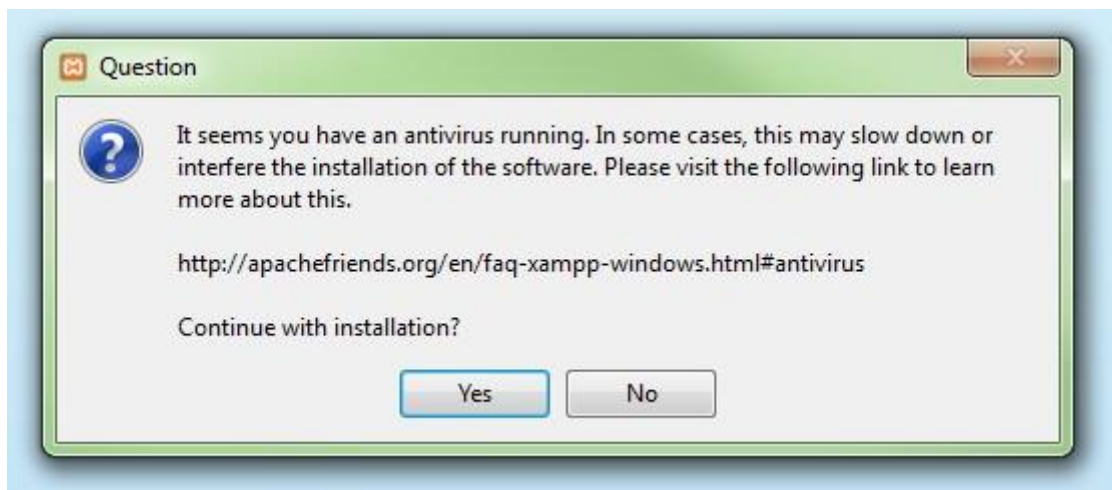 Question
It seems you have an antivirus running. In some cases, this may slow down or
interfere the installation of the software. Please visit the following link to learn
more about this.
http://apachefriends.org/en/faq-xampp-windows.html#antivirus
Continue with installation?
Yes No